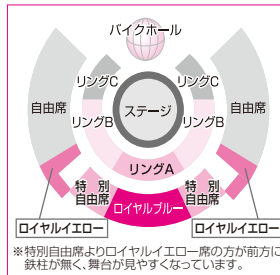 バイクホール
リングC
リングC
自由席
ステージ
自由席
リングB
リングB
リングA
特別
自由席
特別
自由席
ロイヤルブルー
ロイヤルイエロー
ロイヤルイエロー
※特別自由席よりロイヤルイエロー席の方が前方に
鉄柱が無く、舞台が見やすくなっています。